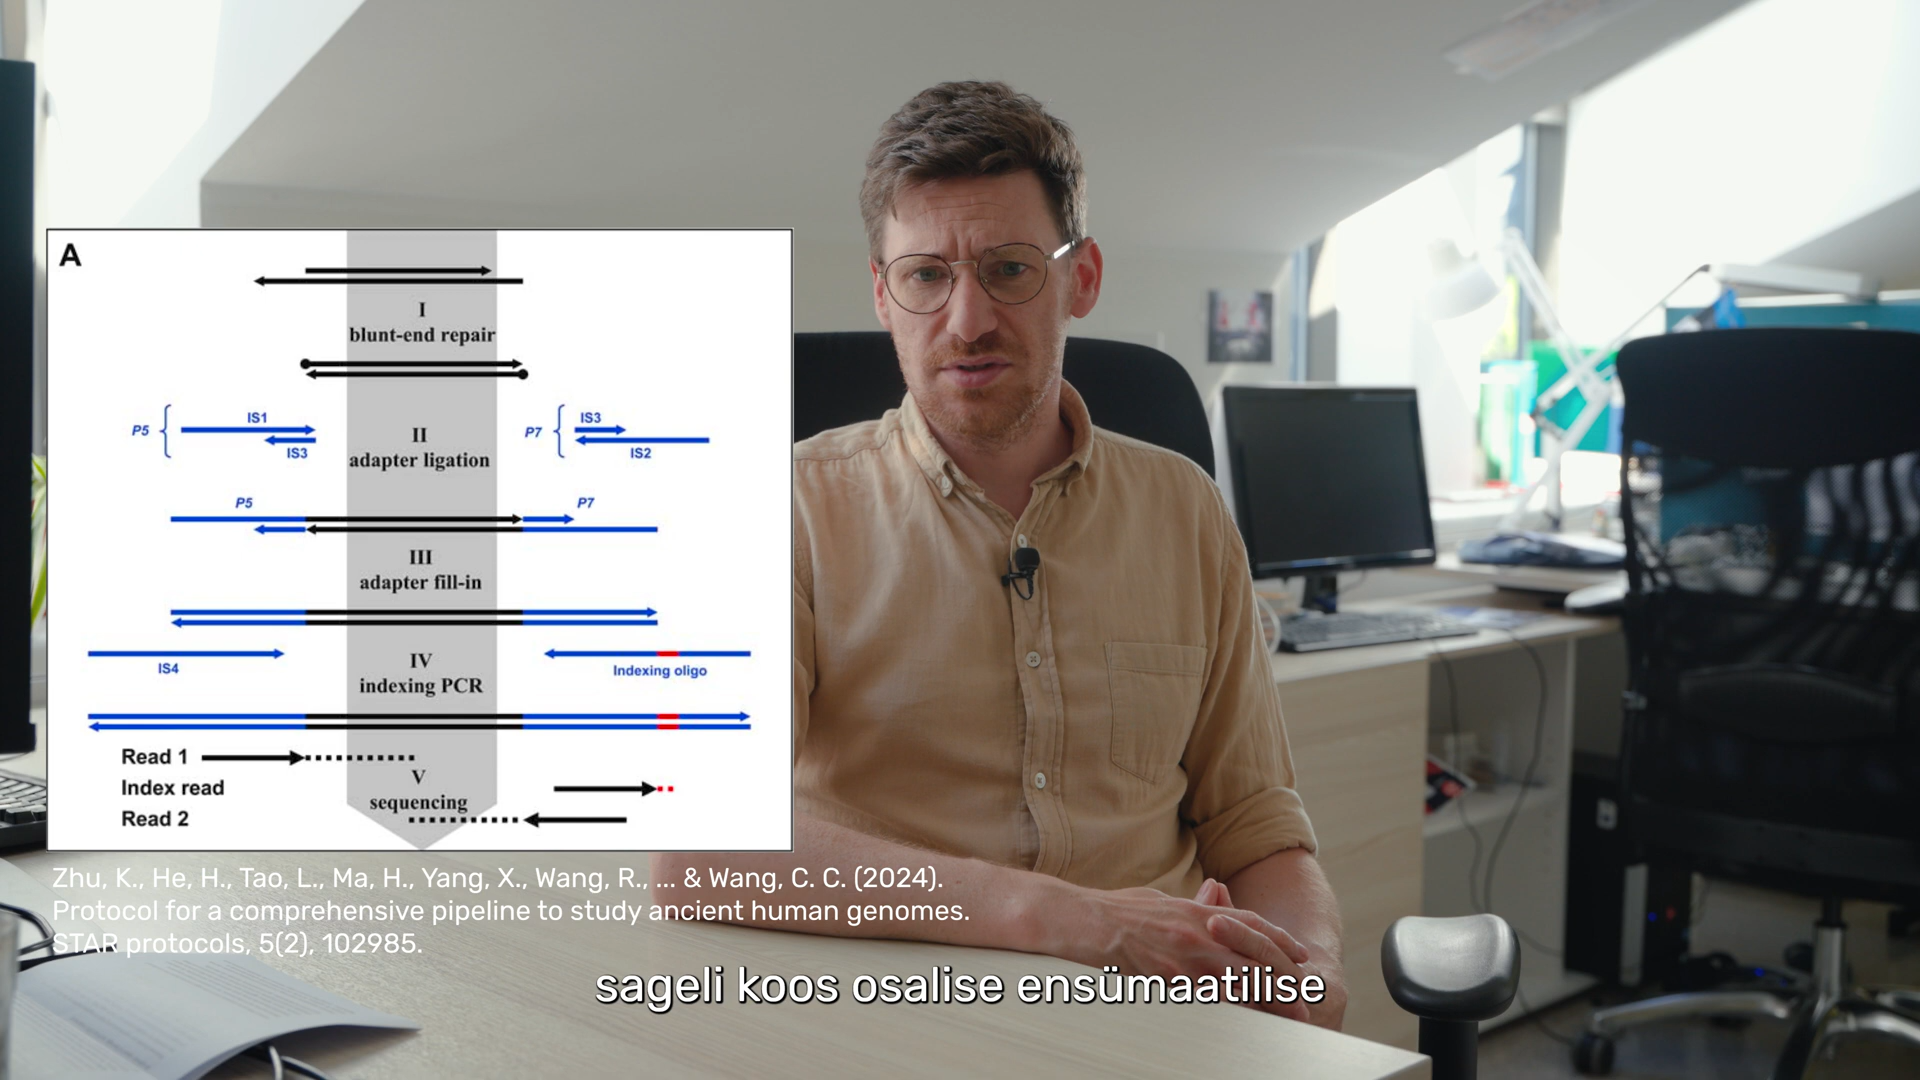 A
I
blunt-end repair
P5
IS1
IS3
II
adapter ligation
P7
IS3
IS2
P5
P7
III
adapter fill-in
IS4
IV
indexing PCR
Indexing oligo
Read 1
Index read
Read 2
V
sequencing
Zhu, K., He, H., Tao, L., Ma, H., Yang, X., Wang, R., ... & Wang, C. C. (2024).
Protocol for a comprehensive pipeline to study ancient human genomes.
STAR protocols, 5(2), 102985.
sageli koos osalise ensümaatilise